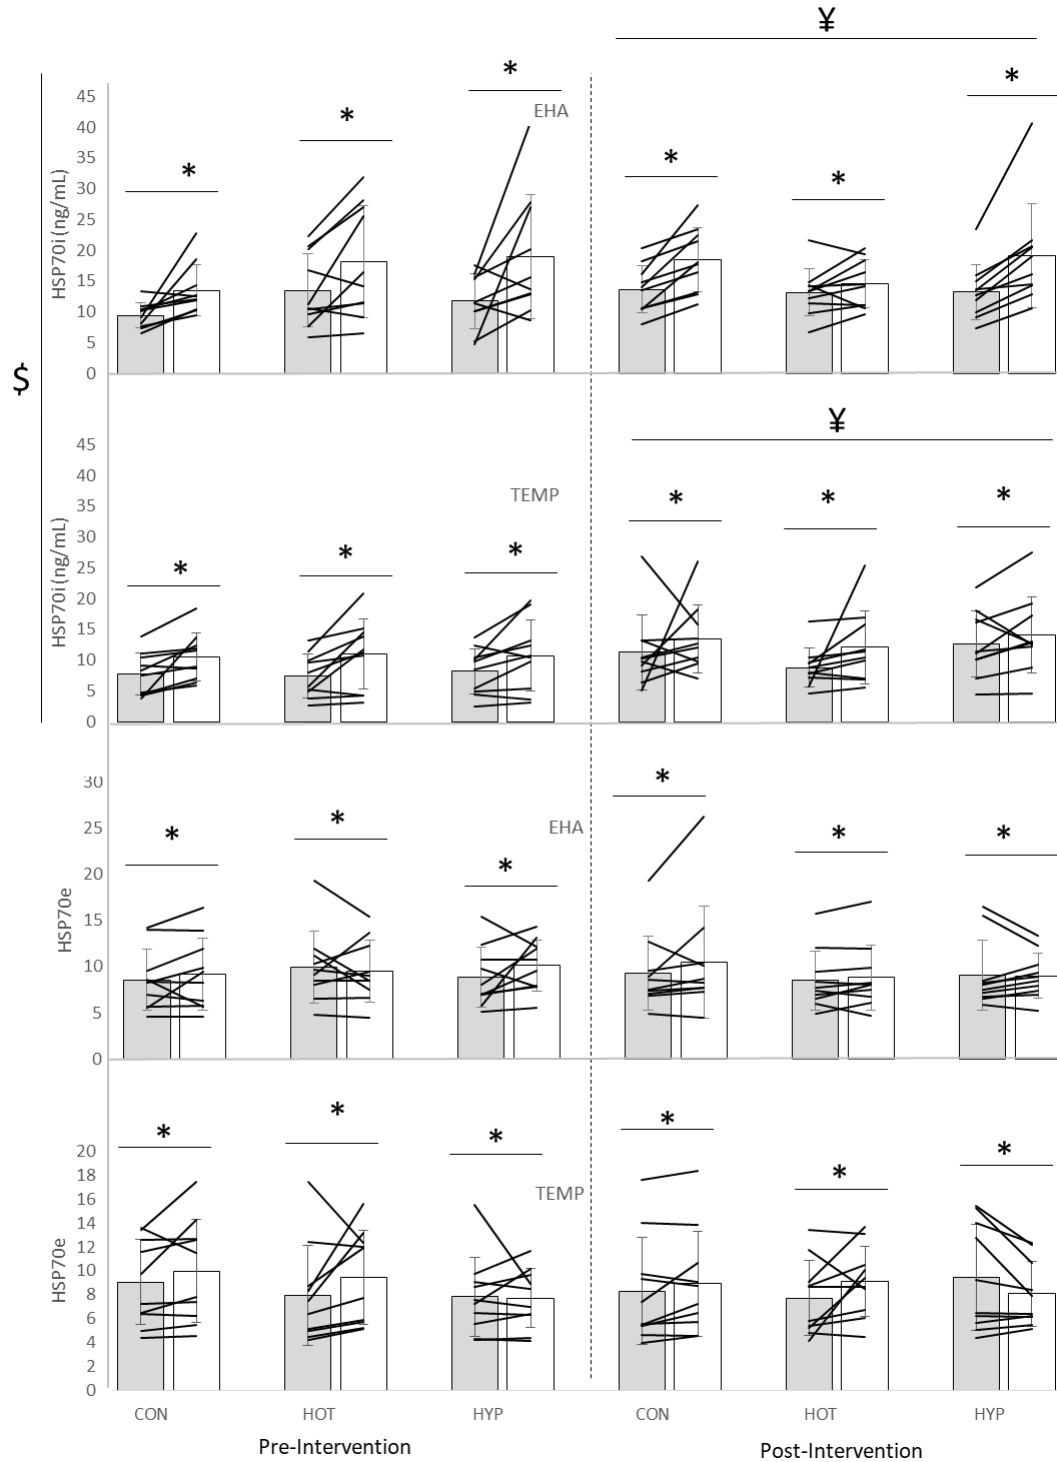 ¥
* * * * * *
EHA
HSP70i (ng/mL)
45
40
35
30
25
20
15
10
5
0
$
¥
* * * * * *
TEMP
HSP70i (ng/mL)
45
40
35
30
25
20
15
10
5
0
* * * * * *
EHA
HSP70e
30
25
20
15
10
5
0
* * * * * *
TEMP
HSP70e
20
18
16
14
12
10
8
6
4
2
0
CON HOT HYP CON HOT HYP
Pre-Intervention Post-Intervention